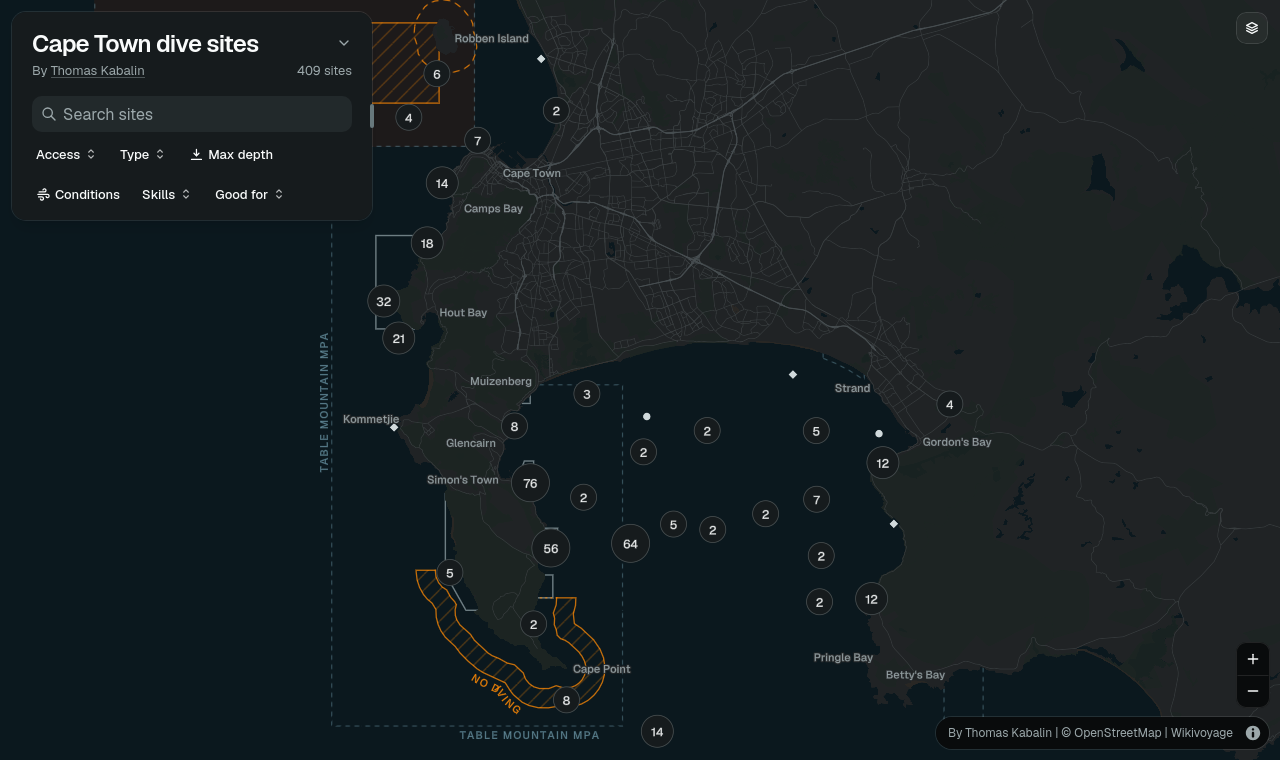 Cape Town dive sites
By Thomas Kabalin
409 sites
Search sites
Access
Type
Max depth
Conditions
Skills
Good for
Robben Island
6
4
2
7
Cape Town
14
Camps Bay
18
32
Hout Bay
21
TABLE MOUNTAIN MPA
Muizenberg
3
Strand
4
Kommetjie
8
2
5
Glencairn
Gordon's Bay
2
12
Simon's Town
76
2
7
2
5
2
64
56
2
5
2
12
2
Pringle Bay
Cape Point
Betty's Bay
NO DIVING
8
14
TABLE MOUNTAIN MPA
By Thomas Kabalin | © OpenStreetMap | Wikivoyage